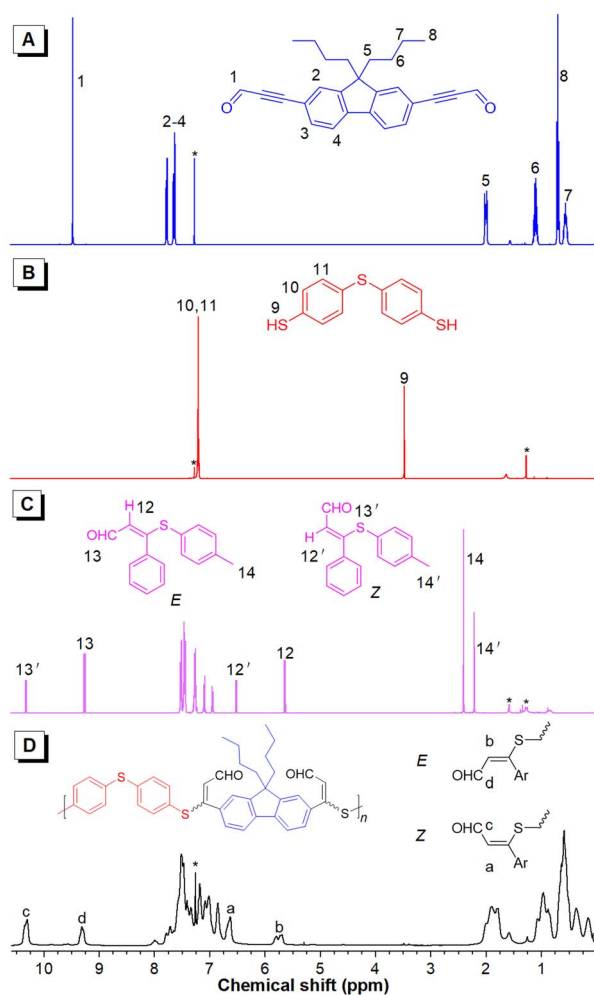 A
1
2-4
*
5
6
8
7
1
O
2
3
4
5
6
7
8
O
B
10,11
*
9
*
11
10
9
HS
S
SH
C
12
H
OHC
13
S
14
E
CHO
13′
H
12′
S
14′
Z
13′
13
12′
12
14
14′
*
*
D
S
S
CHO
CHO
S
n
E
b
S
OHC
d
Ar
Z
OHC
c
S
a
Ar
c
d
*
a
b
10 9 8 7 6 5 4 3 2 1
Chemical shift (ppm)